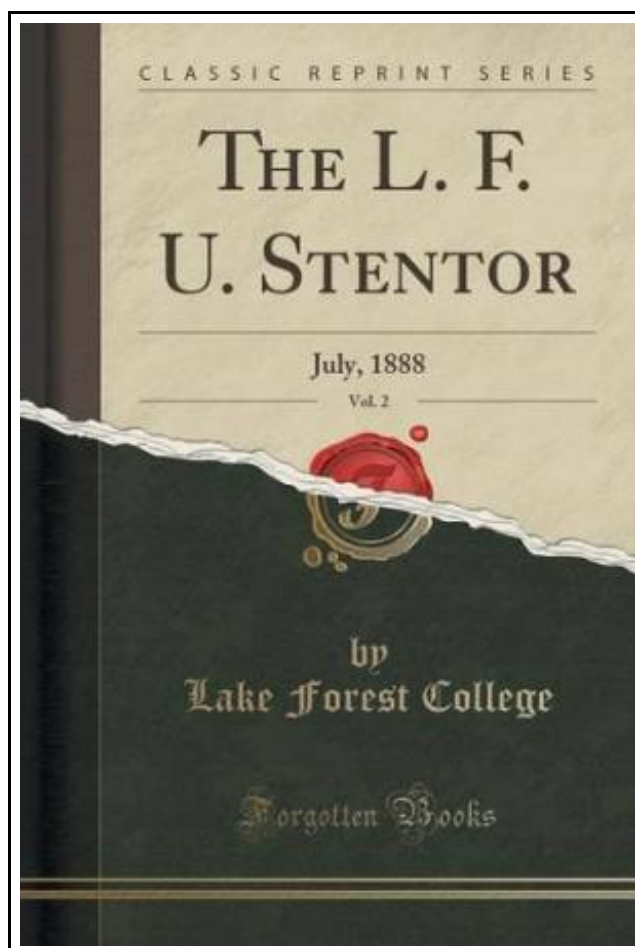 CLASSIC REPRINT SERIES
THE L. F.
U. STENTOR
July, 1888
Vol. 2
by
Lake Forest College
Forgotten Books